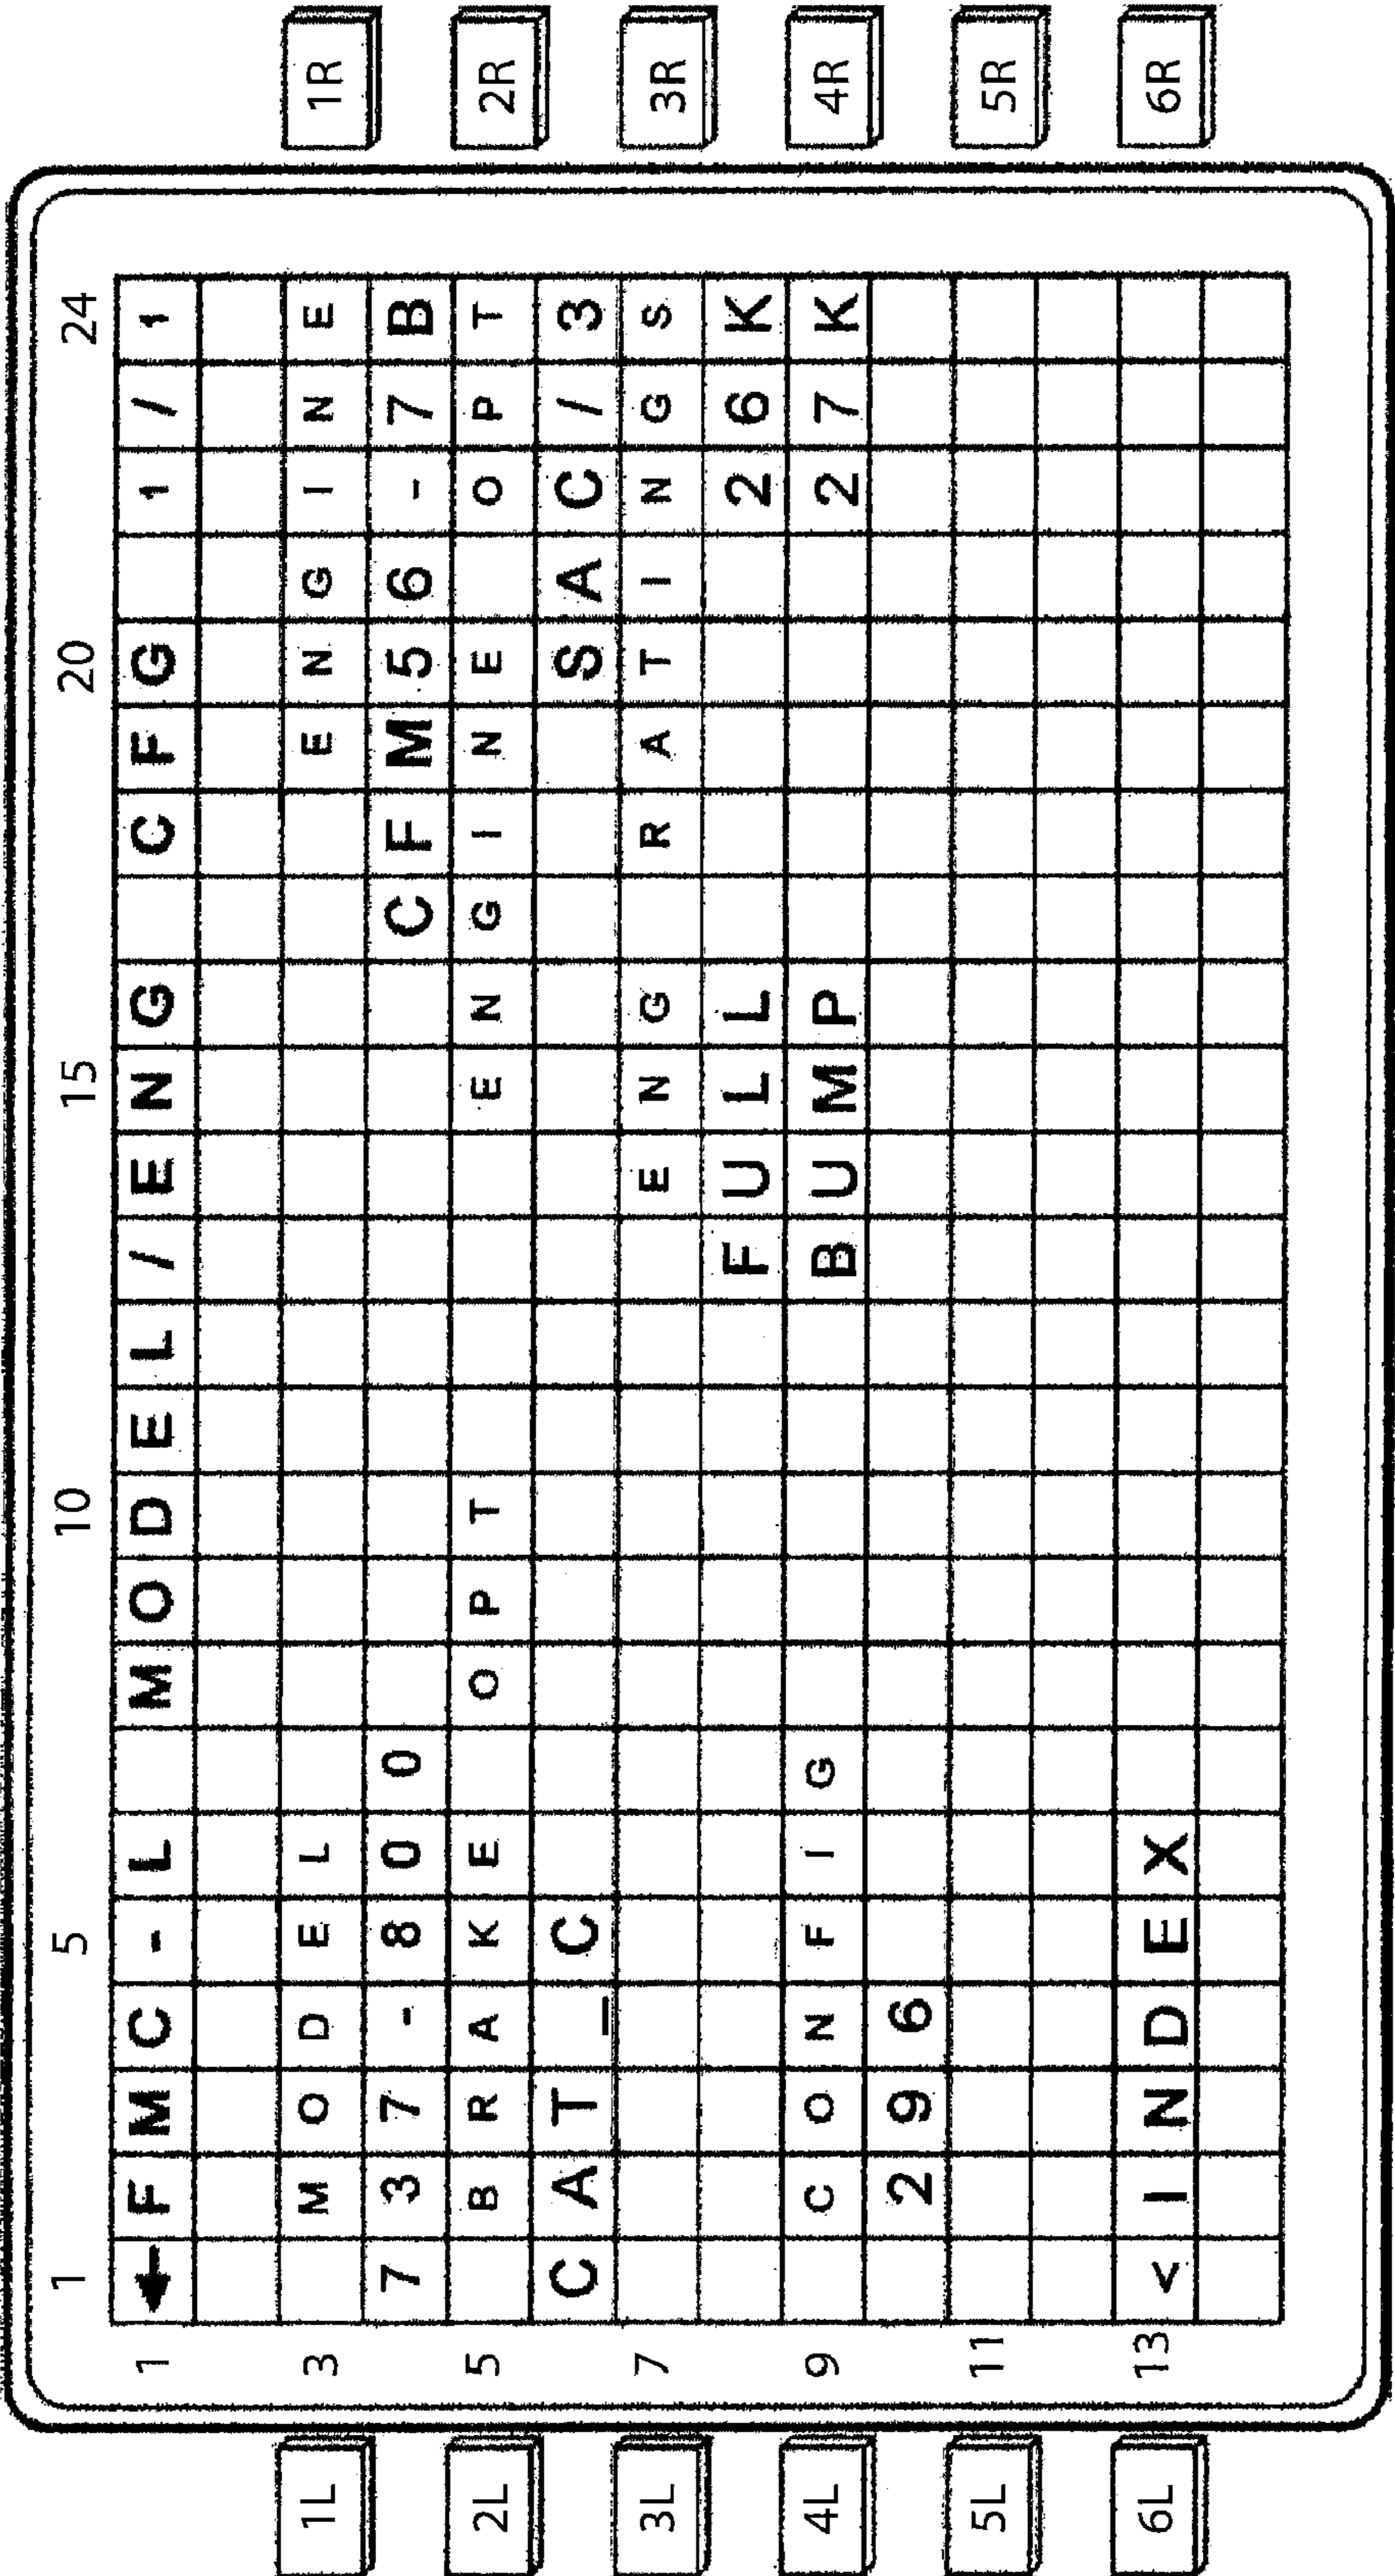 1 5 10 15 20 24
1 ← FMC-L MODEL/ENG CFG 1/1
1L 3 MODEL ENGINE 1R
737-800 CFM56-7B
2L 5 BRAKE OPT ENGINE OPT 2R
CAT_C SAC/3
3L 7 ENG RATINGS 3R
FULL 26K
4L 9 CONFIG BUMP 27K 4R
296
5L 11 5R
6L 13 <INDEX 6R